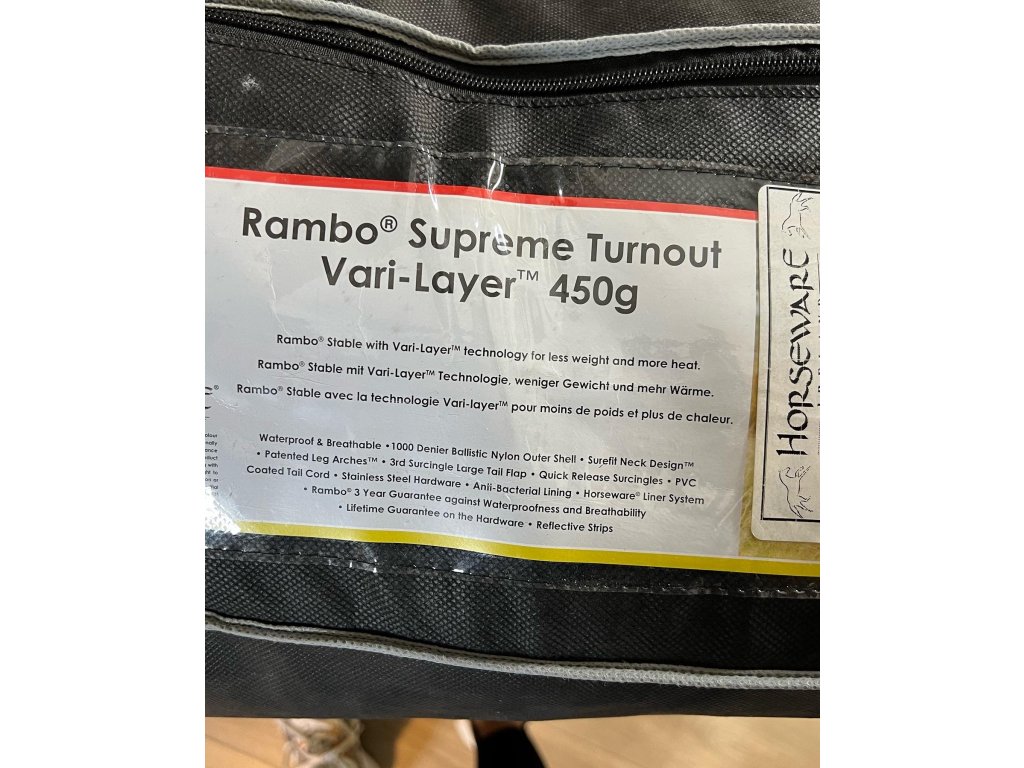 Rambo® Supreme Turnout
Vari-Layer™ 450g
Rambo® Stable with Vari-Layer™ technology for less weight and more heat.
Rambo® Stable mit Vari-Layer™ Technologie, weniger Gewicht und mehr Wärme.
Rambo® Stable avec la technologie Vari-layer™ pour moins de poids et plus de chaleur.
Waterproof & Breathable • 1000 Denier Ballistic Nylon Outer Shell • Surefit Neck Design™
• Patented Leg Arches™ • 3rd Surcingle Large Tail Flap • Quick Release Surcingles • PVC
Coated Tail Cord • Stainless Steel Hardware • Anti-Bacterial Lining • Horseware® Liner System
• Rambo® 3 Year Guarantee against Waterproofness and Breathability
• Lifetime Guarantee on the Hardware • Reflective Strips
HORSEWARE